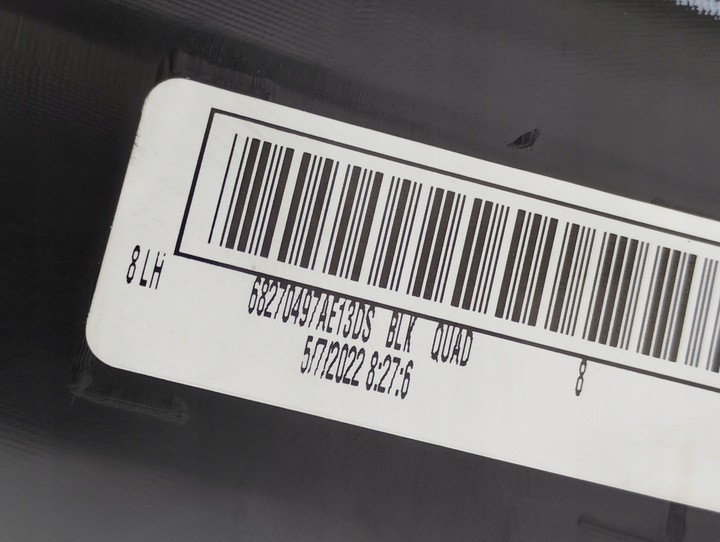 8 LH
68270497AE13DS BLK QUAD
5/7/2022 8:27:6
8